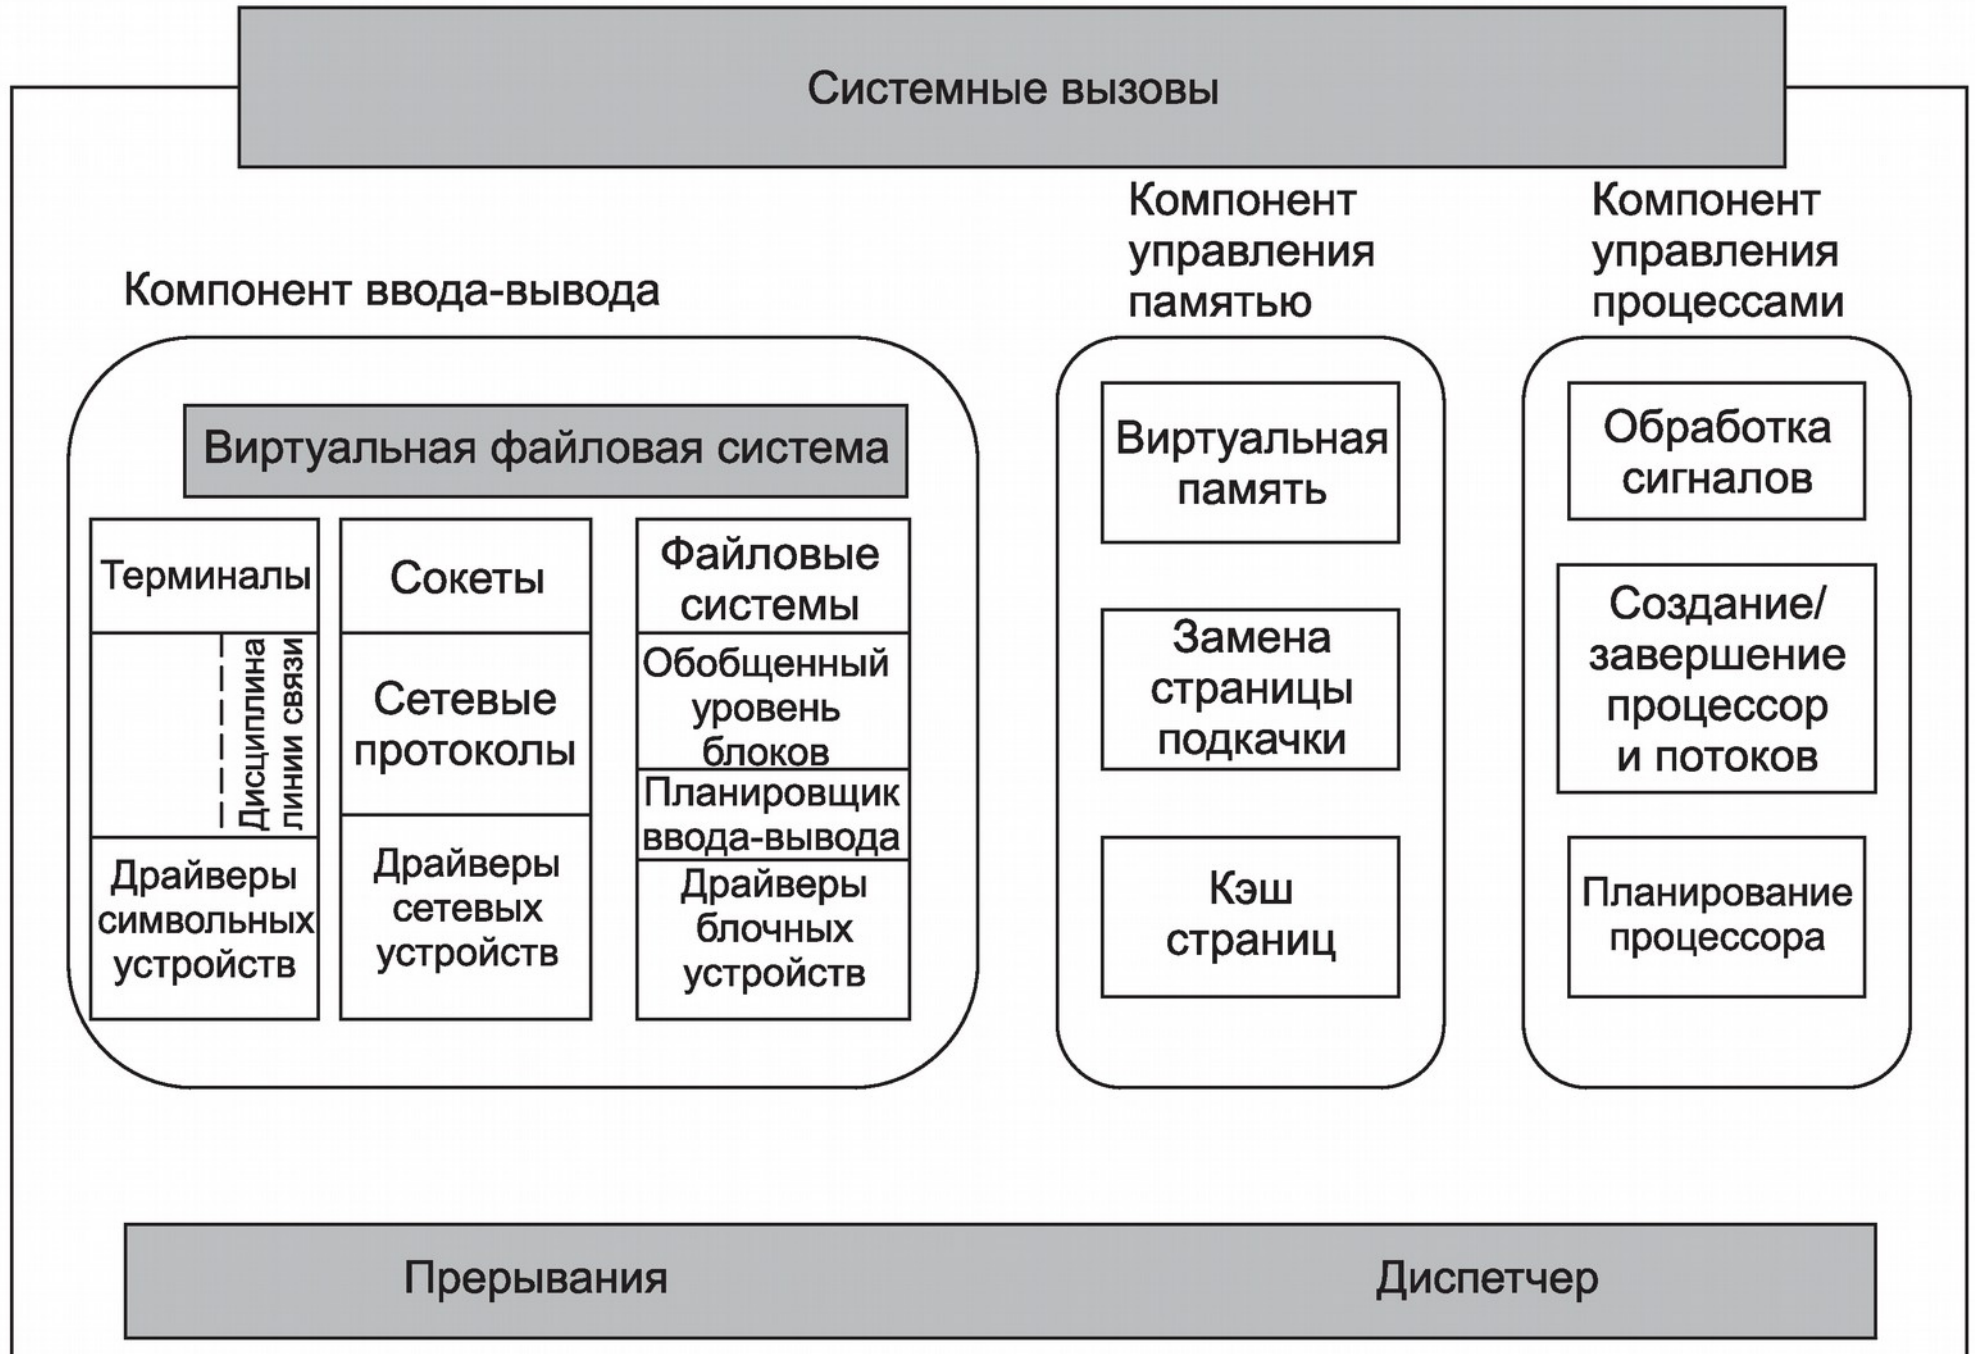 Системные вызовы
Компонент ввода-вывода
Виртуальная файловая система
Терминалы
Дисциплина
линии связи
Драйверы
символьных
устройств
Сокеты
Сетевые
протоколы
Драйверы
сетевых
устройств
Файловые
системы
Обобщенный
уровень
блоков
Планировщик
ввода-вывода
Драйверы
блочных
устройств
Компонент
управления
памятью
Виртуальная
память
Замена
страницы
подкачки
Кэш
страниц
Компонент
управления
процессами
Обработка
сигналов
Создание/
завершение
процессор
и потоков
Планирование
процессора
Прерывания
Диспетчер